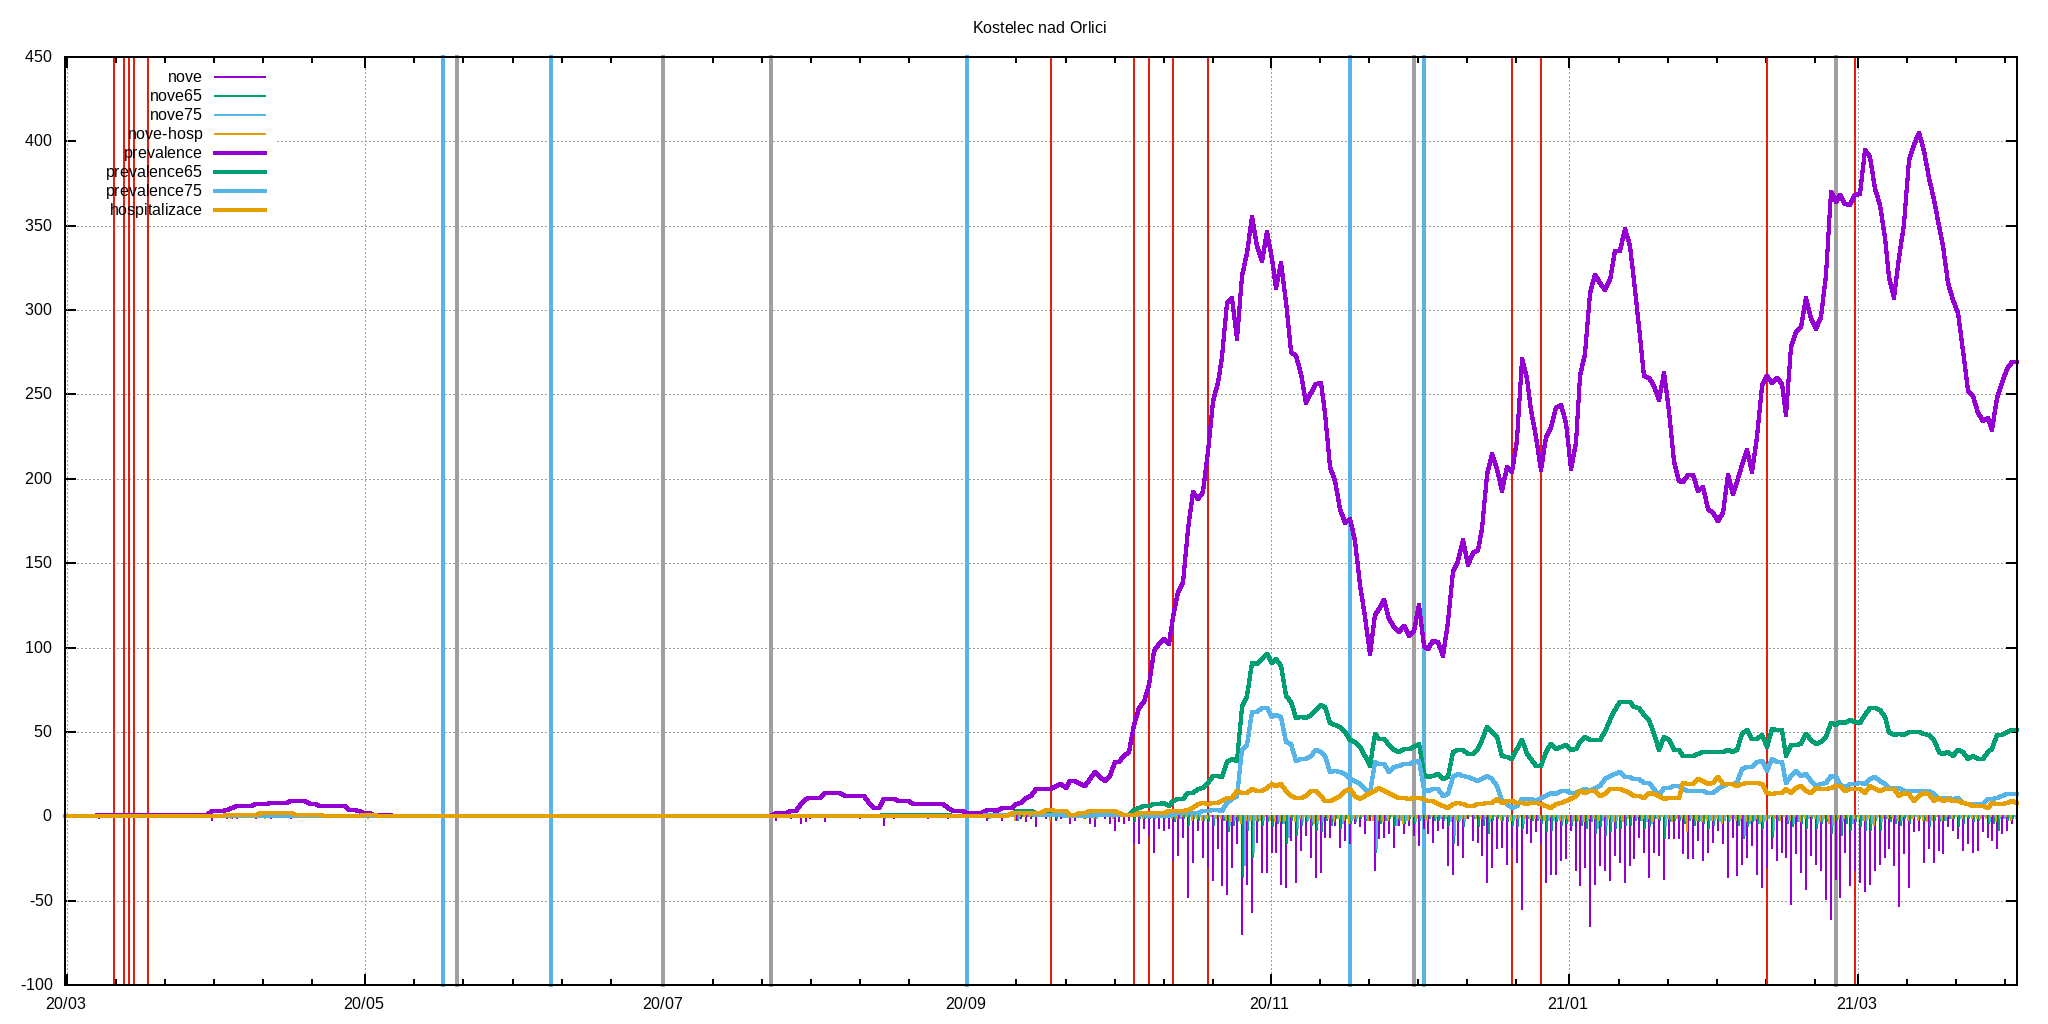 Kostelec nad Orlici
450
400
350
300
250
200
150
100
50
0
-50
-100
nove
nove65
nove75
nove-hosp
prevalence
prevalence65
prevalence75
hospitalizace
20/03 20/05 20/07 20/09 20/11 21/01 21/03